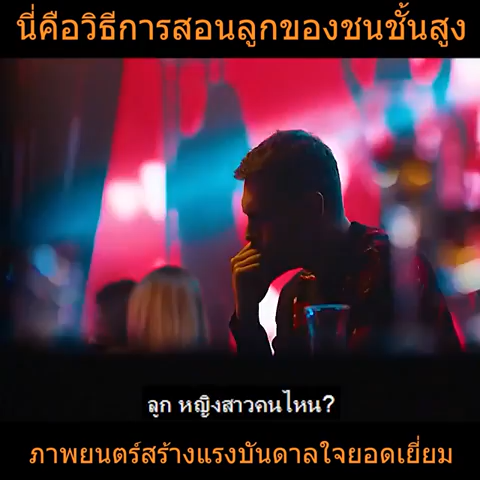 นี่คือวิธีการสอนลูกของชนชั้นสูง
ลูก หญิงสาวคนไหน?
ภาพยนตร์สร้างแรงบันดาลใจยอดเยี่ยม